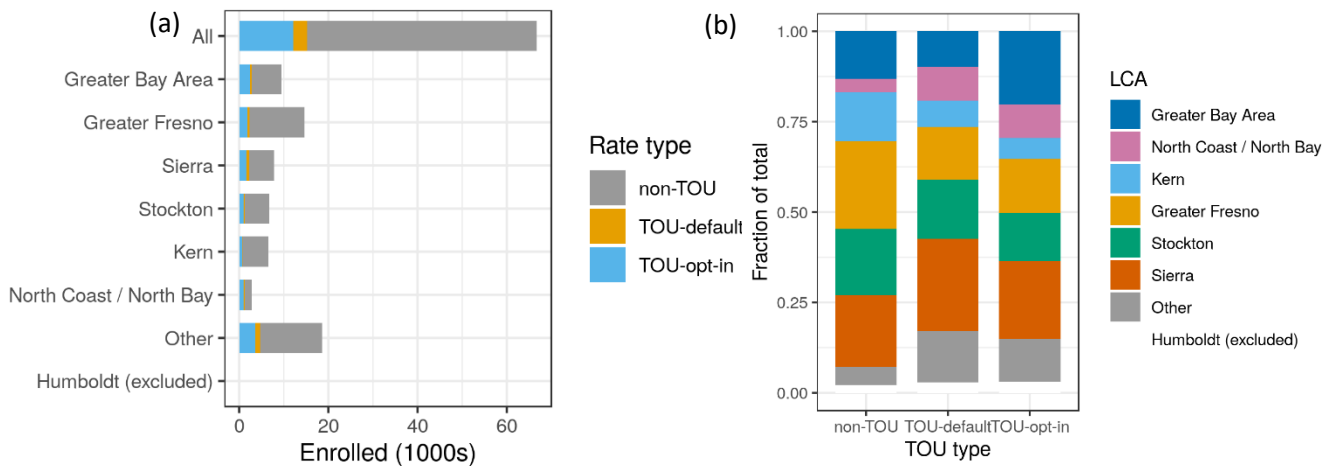 (a)
All
Greater Bay Area
Greater Fresno
Sierra
Stockton
Kern
North Coast / North Bay
Other
Humboldt (excluded)
0
20
40
60
Enrolled (1000s)
Rate type
non-TOU
TOU-default
TOU-opt-in
(b)
1.00
0.75
0.50
0.25
0.00
Fraction of total
non-TOU
TOU-default
TOU-opt-in
TOU type
LCA
Greater Bay Area
North Coast / North Bay
Kern
Greater Fresno
Stockton
Sierra
Other
Humboldt (excluded)